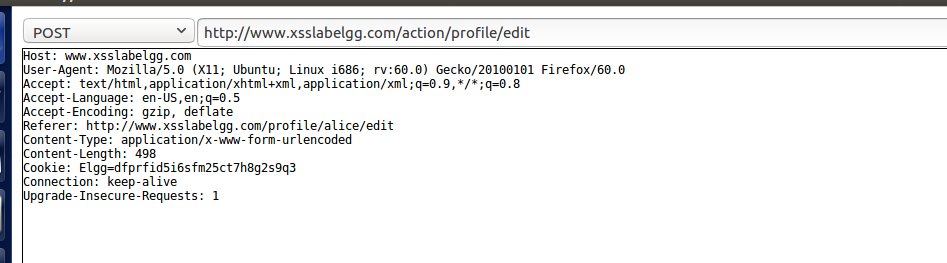 POST http://www.xsslabelgg.com/action/profile/edit
Host: www.xsslabelgg.com
User-Agent: Mozilla/5.0 (X11; Ubuntu; Linux i686; rv:60.0) Gecko/20100101 Firefox/60.0
Accept: text/html,application/xhtml+xml,application/xml;q=0.9,*/*;q=0.8
Accept-Language: en-US,en;q=0.5
Accept-Encoding: gzip, deflate
Referer: http://www.xsslabelgg.com/profile/alice/edit
Content-Type: application/x-www-form-urlencoded
Content-Length: 498
Cookie: Elgg=dfprfid5i6sfm25ct7h8g2s9q3
Connection: keep-alive
Upgrade-Insecure-Requests: 1